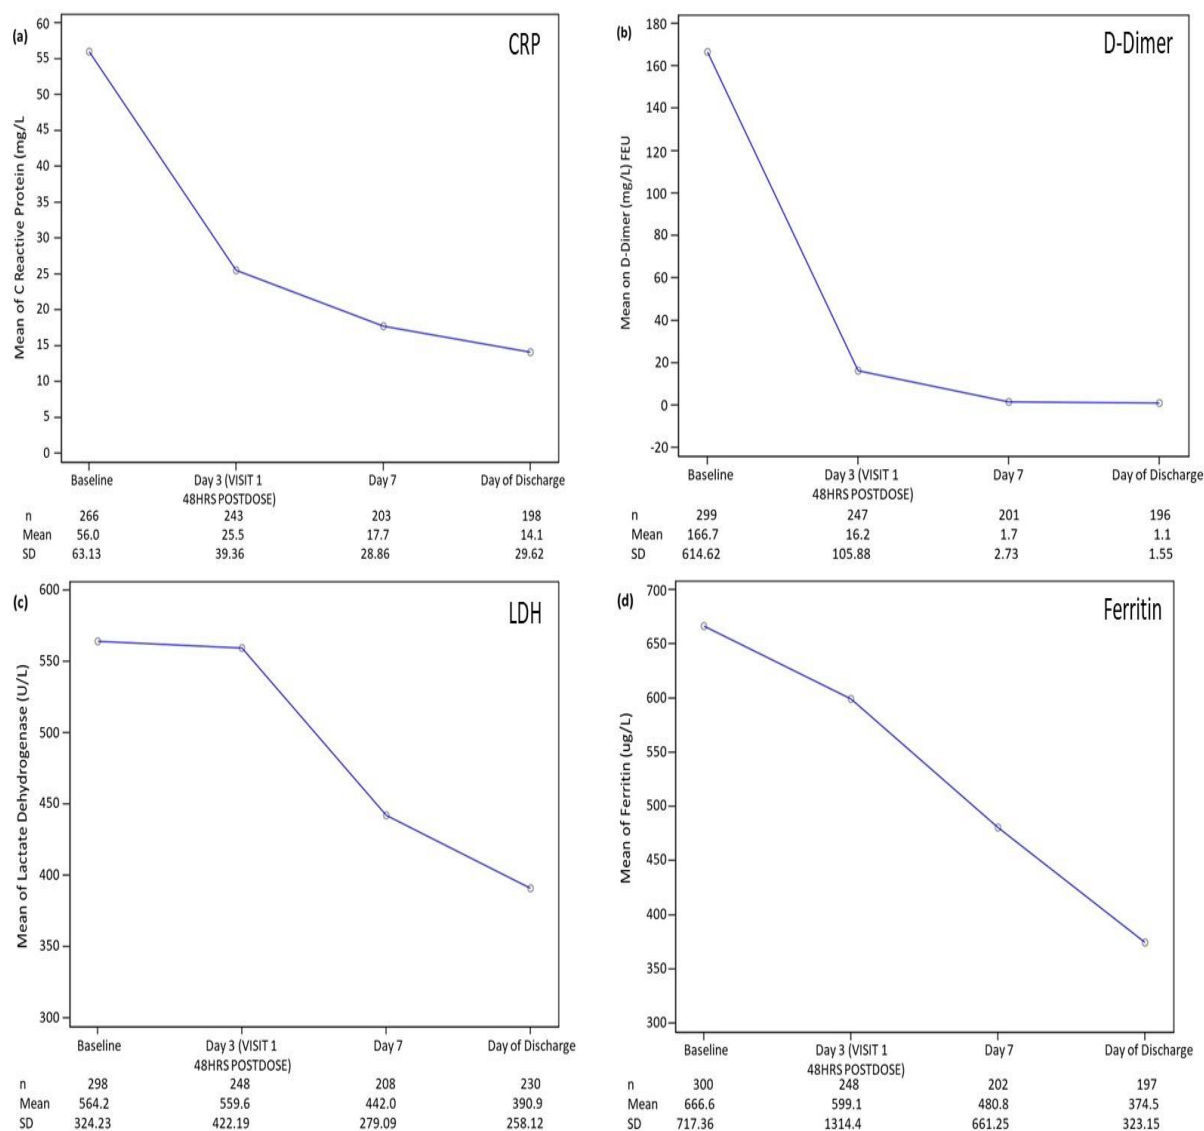 (a)
CRP
Mean of C Reactive Protein (mg/L
60
55
50
45
40
35
30
25
20
15
10
5
0
Baseline Day 3 (VISIT 1 Day 7 Day of Discharge
48HRS POSTDOSE)
n 266 243 203 198
Mean 56.0 25.5 17.7 14.1
SD 63.13 39.36 28.86 29.62
(b)
D-Dimer
Mean on D-Dimer (mg/L) FEU
180
160
140
120
100
80
60
40
20
0
-20
Baseline Day 3 (VISIT 1 Day 7 Day of Discharge
48HRS POSTDOSE)
n 299 247 201 196
Mean 166.7 16.2 1.7 1.1
SD 614.62 105.88 2.73 1.55
(c)
LDH
Mean of Lactate Dehydrogenase (U/L)
600
550
500
450
400
350
300
Baseline Day 3 (VISIT 1 Day 7 Day of Discharge
48HRS POSTDOSE)
n 298 248 208 230
Mean 564.2 559.6 442.0 390.9
SD 324.23 422.19 279.09 258.12
(d)
Ferritin
Mean of Ferritin (ug/L)
700
650
600
550
500
450
400
350
300
Baseline Day 3 (VISIT 1 Day7 Day of Discharge
48HRS POSTDOSE)
n 300 248 202 197
Mean 666.6 599.1 480.8 374.5
SD 717.36 1314.4 661.25 323.15